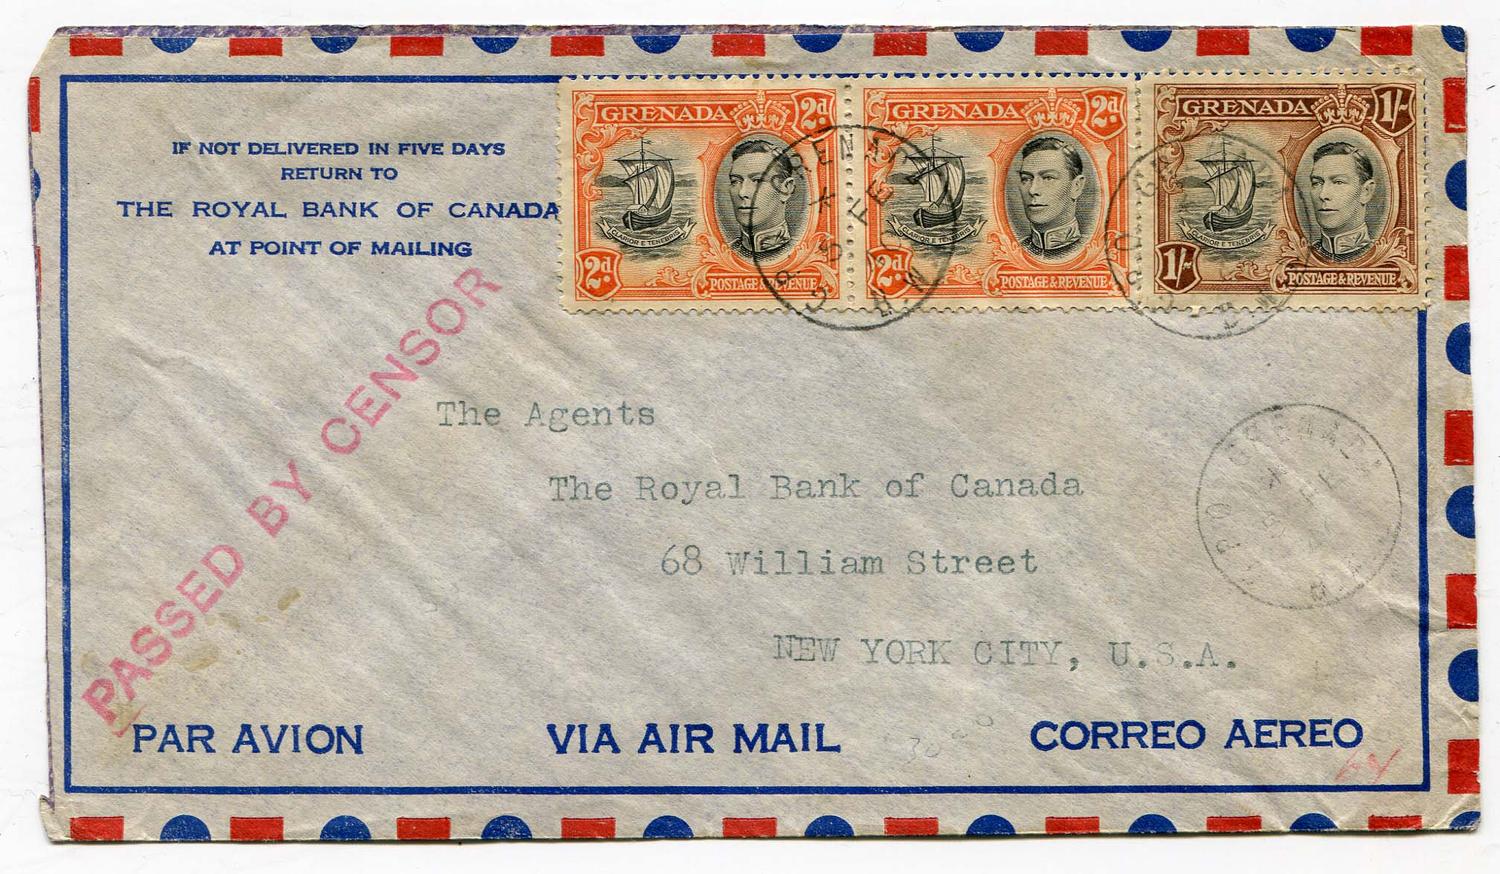 IF NOT DELIVERED IN FIVE DAYS
RETURN TO
THE ROYAL BANK OF CANADA
AT POINT OF MAILING
GRENADA 2d
CLARIOR E TENEBRIS
2d POSTAGE & REVENUE
GRENADA 2d
CLARIOR E TENEBRIS
2d POSTAGE & REVENUE
GRENADA 1/-
CLARIOR E TENEBRIS
1/- POSTAGE & REVENUE
PASSED BY CENSOR
The Agents
The Royal Bank of Canada
68 William Street
NEW YORK CITY, U.S.A.
PAR AVION VIA AIR MAIL CORREO AEREO